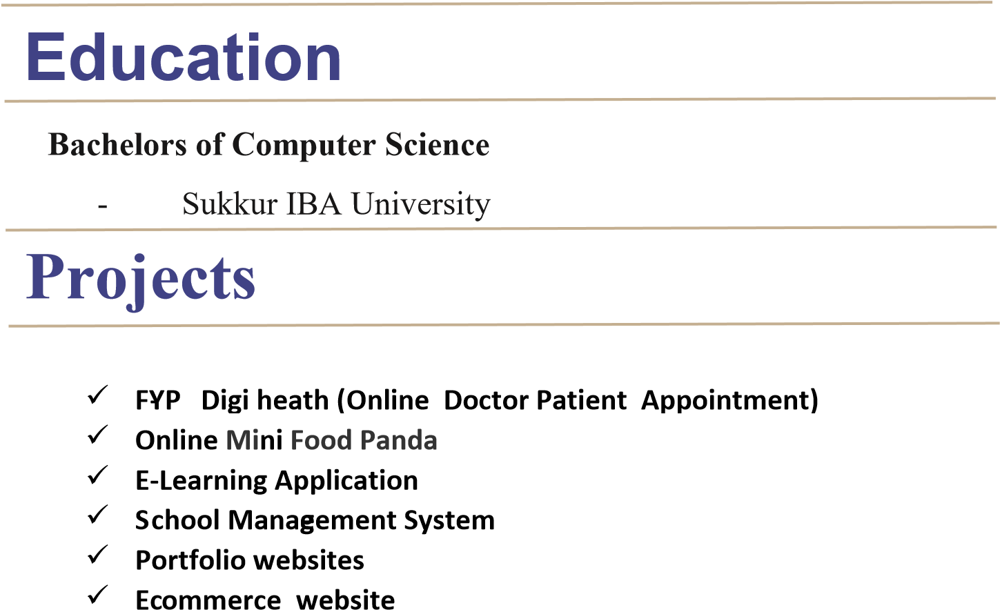 Education
Bachelors of Computer Science
- Sukkur IBA University
Projects
✓ FYP- Digi heath (Online Doctor Patient Appointment)
✓ Online Mini Food Panda
✓ E-Learning Application
✓ School Management System
✓ Portfolio websites
✓ Ecommerce website